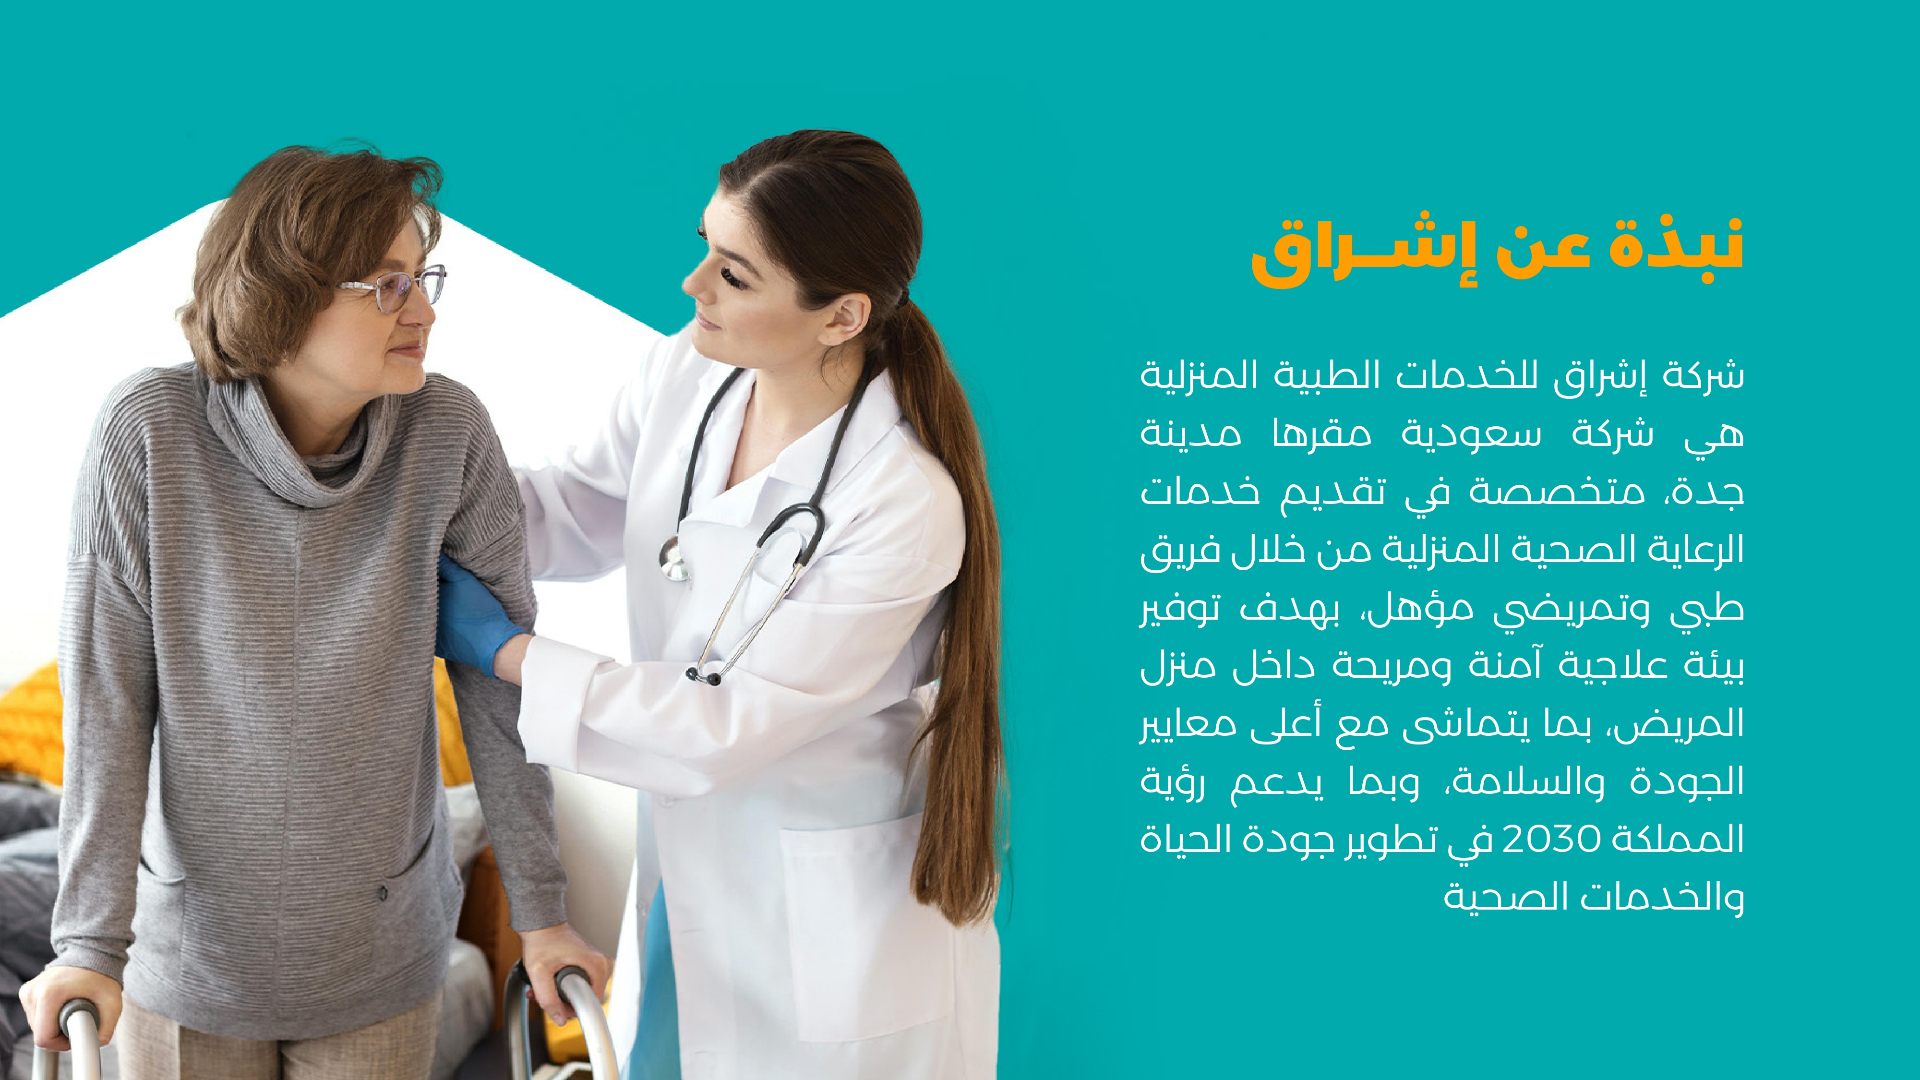 نبذة عن إشـراق
شركة إشراق للخدمات الطبية المنزلية
هي شركة سعودية مقرها مدينة
جدة، متخصصة في تقديم خدمات
الرعاية الصحية المنزلية من خلال فريق
طبي وتمريضي مؤهل، بهدف توفير
بيئة علاجية آمنة ومريحة داخل منزل
المريض، بما يتماشى مع أعلى معايير
الجودة والسلامة، وبما يدعم رؤية
المملكة 2030 في تطوير جودة الحياة
والخدمات الصحية